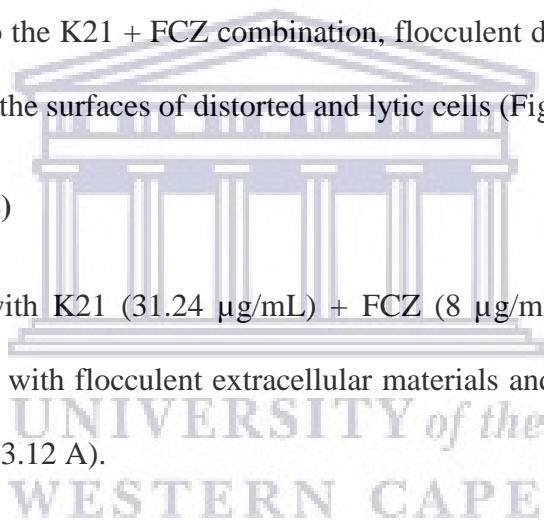 o the K21 + FCZ combination, flocculent d
the surfaces of distorted and lytic cells (Fig
)
with K21 (31.24 µg/mL) + FCZ (8 µg/m
with flocculent extracellular materials and
UNIVERSITY of the
3.12 A).
WESTERN CAPE